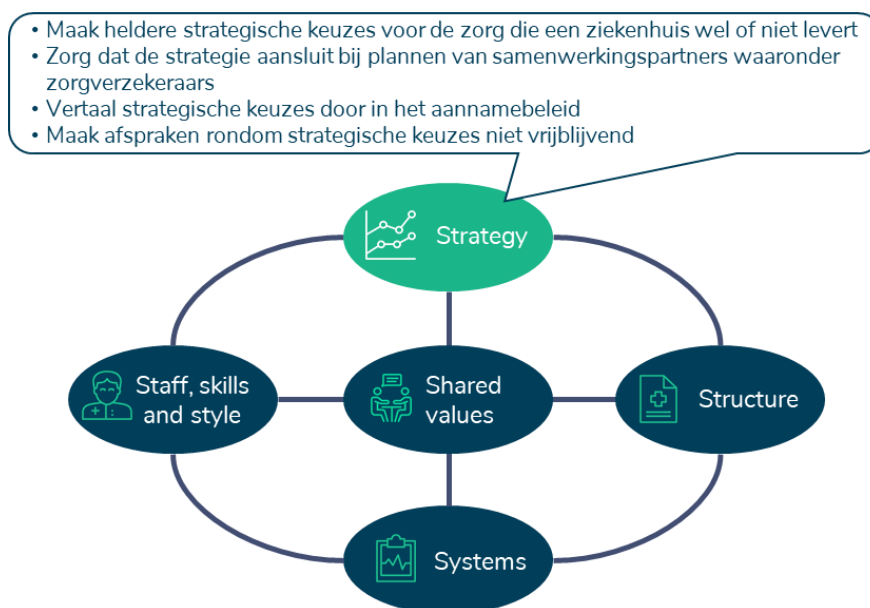 • Maak heldere strategische keuzes voor de zorg die een ziekenhuis wel of niet levert
• Zorg dat de strategie aansluit bij plannen van samenwerkingspartners waaronder
zorgverzekeraars
• Vertaal strategische keuzes door in het aannamebeleid
• Maak afspraken rondom strategische keuzes niet vrijblijvend
Strategy
Staff, skills
and style
Shared
values
Structure
Systems